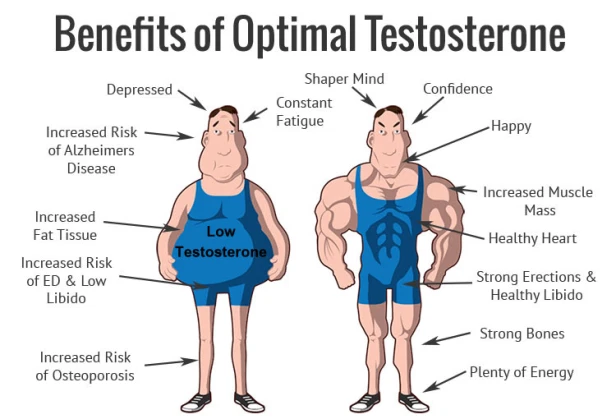 Benefits of Optimal Testosterone
Depressed
Constant
Fatigue
Increased Risk
of Alzheimers
Disease
Increased
Fat Tissue
Low
Testosterone
Increased Risk
of ED & Low
Libido
Increased Risk
of Osteoporosis
Shaper Mind
Confidence
Happy
Increased Muscle
Mass
Healthy Heart
Strong Erections &
Healthy Libido
Strong Bones
Plenty of Energy